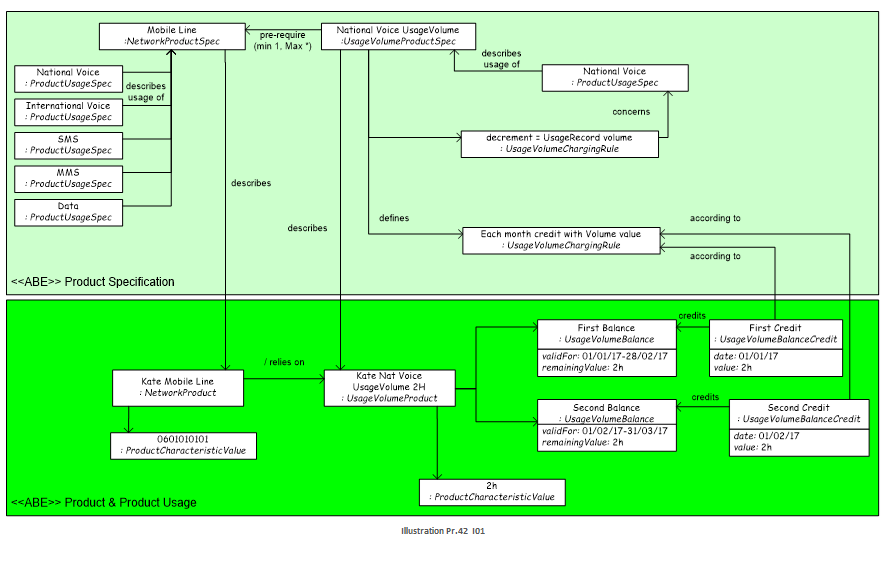 Mobile Line
:NetworkProductSpec
pre-require
(min 1, Max *)
National Voice UsageVolume
:UsageVolumeProductSpec
describes
usage of
National Voice
: ProductUsageSpec
National Voice
: ProductUsageSpec
describes
usage of
International Voice
: ProductUsageSpec
SMS
: ProductUsageSpec
MMS
: ProductUsageSpec
Data
: ProductUsageSpec
concerns
decrement = UsageRecord volume
: UsageVolumeChargingRule
describes
describes
defines
according to
Each month credit with Volume value
: UsageVolumeChargingRule
according to
<<ABE>> Product Specification
First Balance
: UsageVolumeBalance
validFor: 01/01/17-28/02/17
remainingValue: 2h
credits
First Credit
: UsageVolumeBalanceCredit
date: 01/01/17
value: 2h
/ relies on
Kate Mobile Line
: NetworkProduct
Kate Nat Voice
UsageVolume 2H
: UsageVolumeProduct
Second Balance
: UsageVolumeBalance
validFor: 01/02/17-31/03/17
remainingValue: 2h
credits
Second Credit
: UsageVolumeBalanceCredit
date: 01/02/17
value: 2h
0601010101
: ProductCharacteristicValue
2h
: ProductCharacteristicValue
<<ABE>> Product & Product Usage
Illustration Pr.42 I01